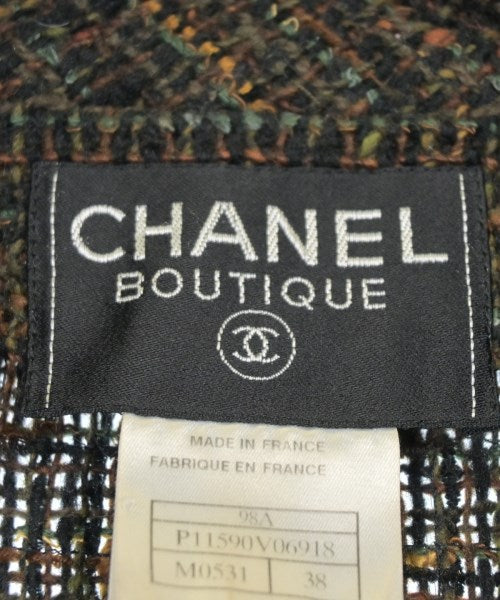 CHANEL
BOUTIQUE
MADE IN FRANCE
FABRIQUE EN FRANCE
98A
P11590V06918
M0531 38